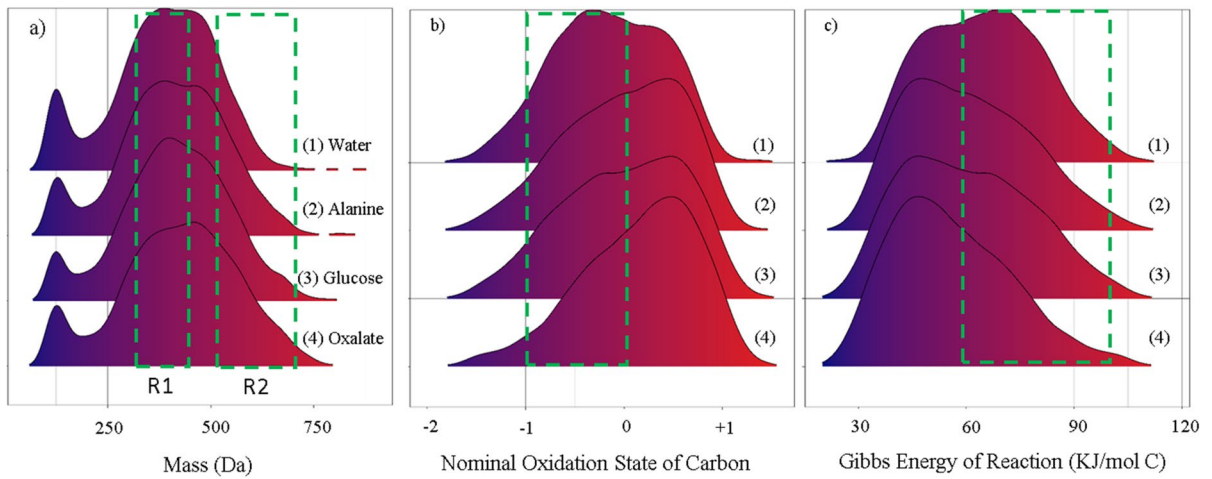 a)
(1) Water
(2) Alanine
(3) Glucose
(4) Oxalate
R1 R2
250 500 750
Mass (Da)
b)
(1)
(2)
(3)
(4)
-2 -1 0 +1
Nominal Oxidation State of Carbon
c)
(1)
(2)
(3)
(4)
30 60 90 120
Gibbs Energy of Reaction (KJ/mol C)